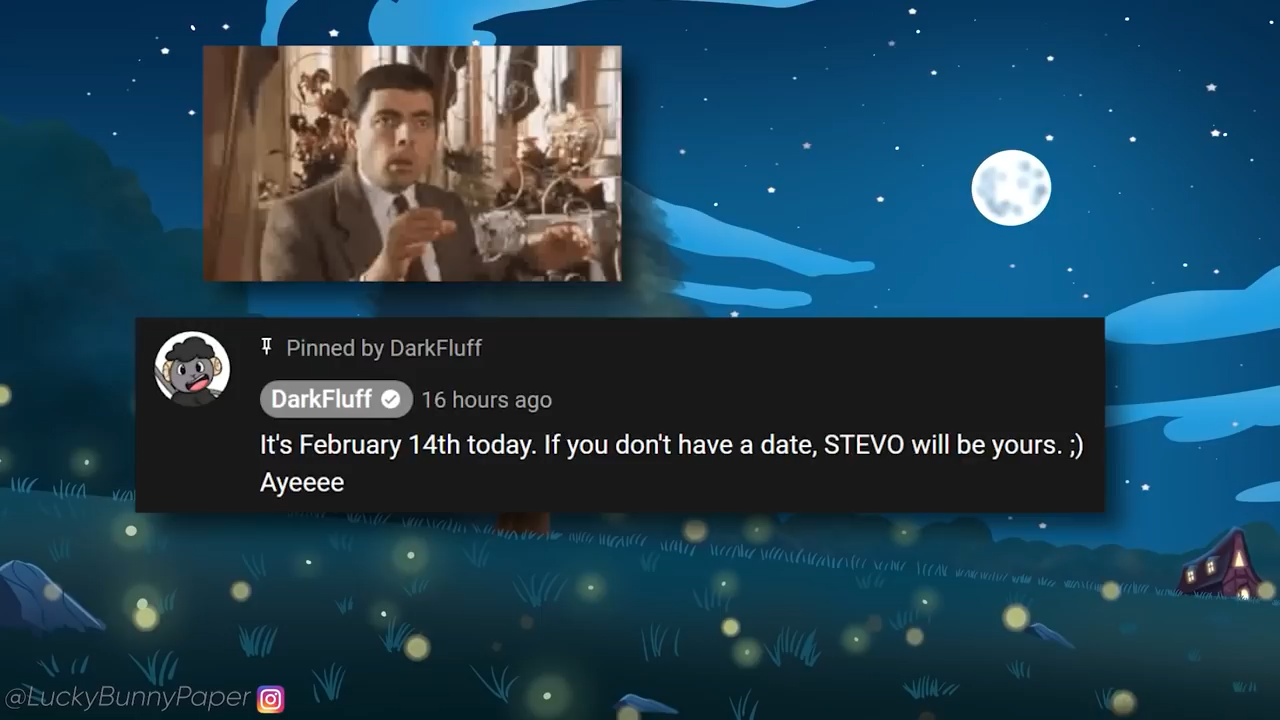 Pinned by DarkFluff
DarkFluff 16 hours ago
It's February 14th today. If you don't have a date, STEVO will be yours. ;)
Ayeeee
@LuckyBunnyPaper